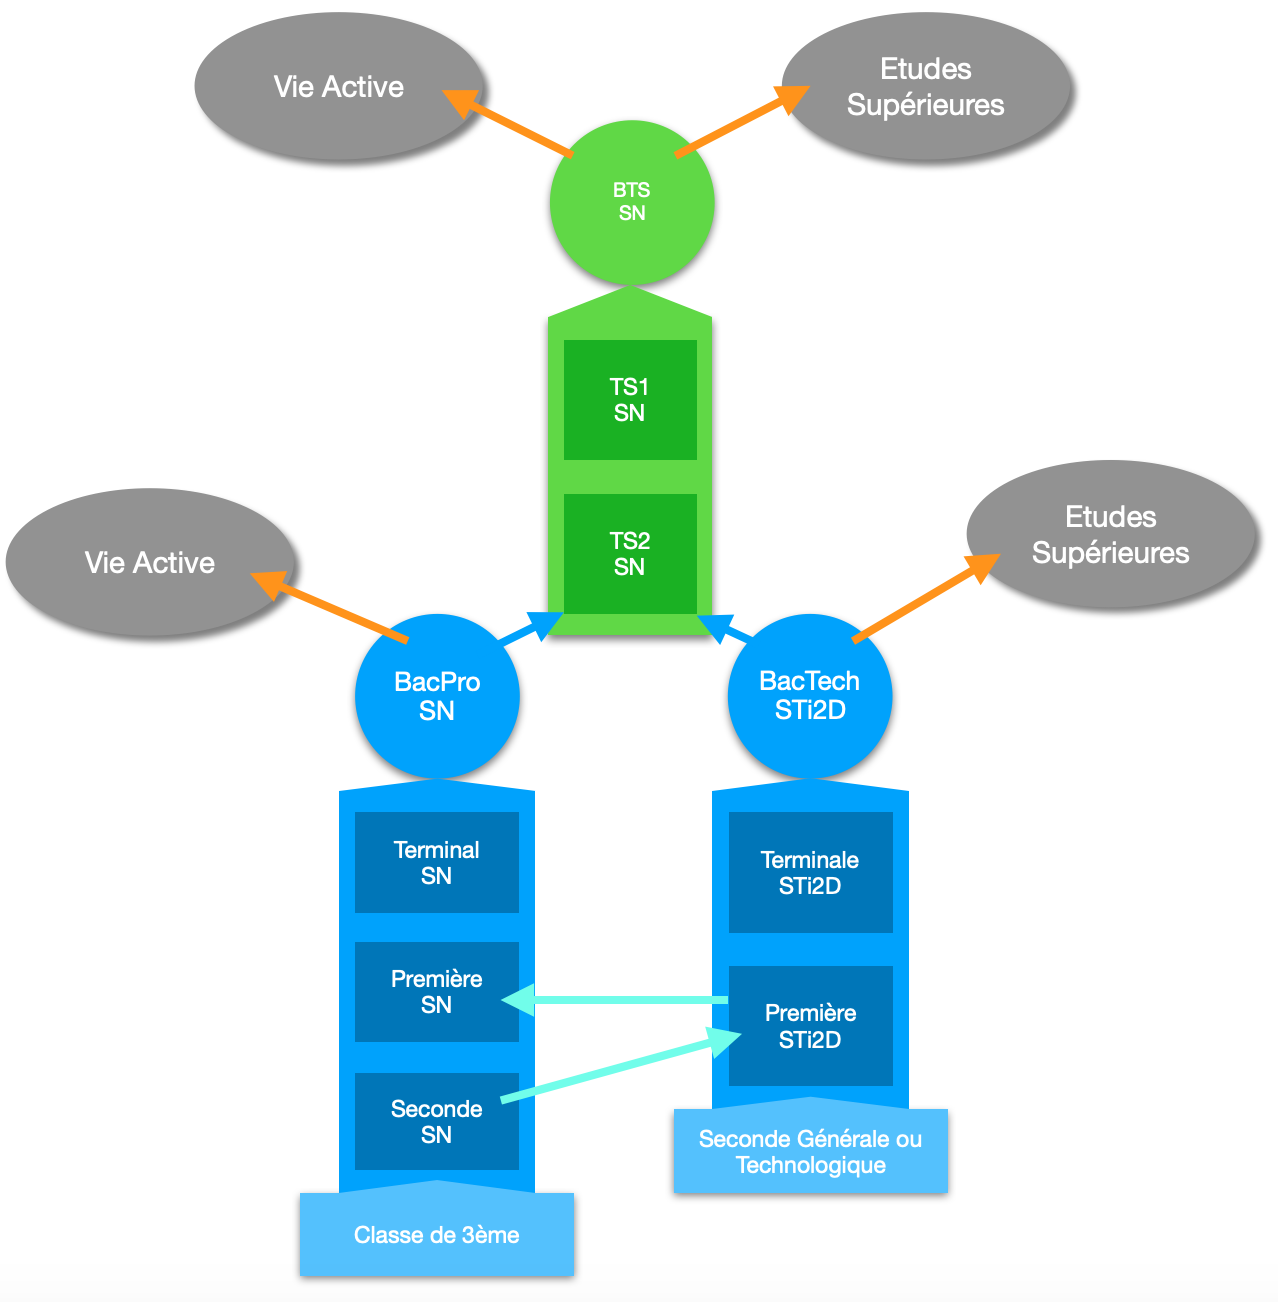 Vie Active
Etudes
Supérieures
BTS
SN
TS1
SN
TS2
SN
Vie Active
Etudes
Supérieures
BacPro
SN
BacTech
STi2D
Terminal
SN
Première
SN
Seconde
SN
Classe de 3ème
Terminale
STi2D
Première
STi2D
Seconde Générale ou
Technologique